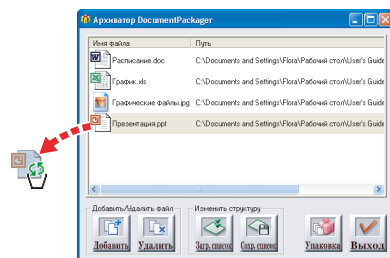 Архиватор DocumentPackager
Имя файла Путь
Расписание.doc C:\Documents and Settings\Flora\Рабочий стол\User's Guide
График.xls C:\Documents and Settings\Flora\Рабочий стол\User's Guide
Графические файлы.jpg C:\Documents and Settings\Flora\Рабочий стол\User's Guide
Презентация.ppt C:\Documents and Settings\Flora\Рабочий стол\User's Guide
Добавить/Удалить файл Изменить структуру
Добавить Удалить Загр. список Сохр. список Упаковка Выход